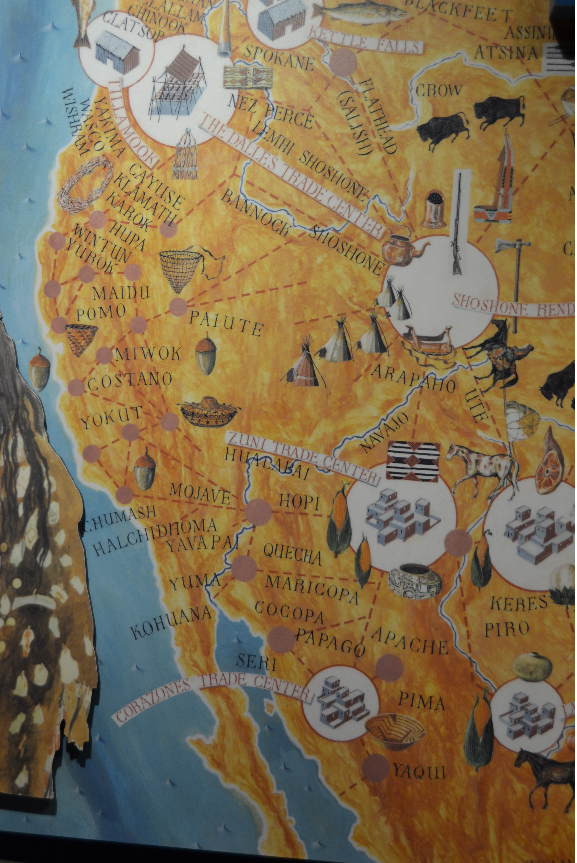 CHINOOK
CLATSOP
BLACKFEET
KETTLE FALLS
ATSINA
SPOKANE
CROW
FLATHEAD
(SALISH)
NEZ PERCE
TILLAMOOK
THE DALLES TRADE CENTER
LEMHI SHOSHONE
YAKIMA
WASCO
WISHRAM
CAYUSE
KLAMATH
KAROK
HUPA
WINTUN
YUROK
BANNOCK
SHOSHONE
MAIDU
POMO
PAIUTE
SHOSHONE REND
MIWOK
COSTANO
ARAPAHO
UTE
YOKUT
NAVAJO
ZUNI TRADE CENTER
HUALAPAI
MOJAVE
HOPI
CHUMASH
HALCHIDHOMA
YAVAPA
QUECHA
YUMA
MARICOPA
KERES
COCOPA
KOHUANA
PAPAGO
APACHE
PIRO
SERI
CORAZONES TRADE CENTER
PIMA
YAQUI